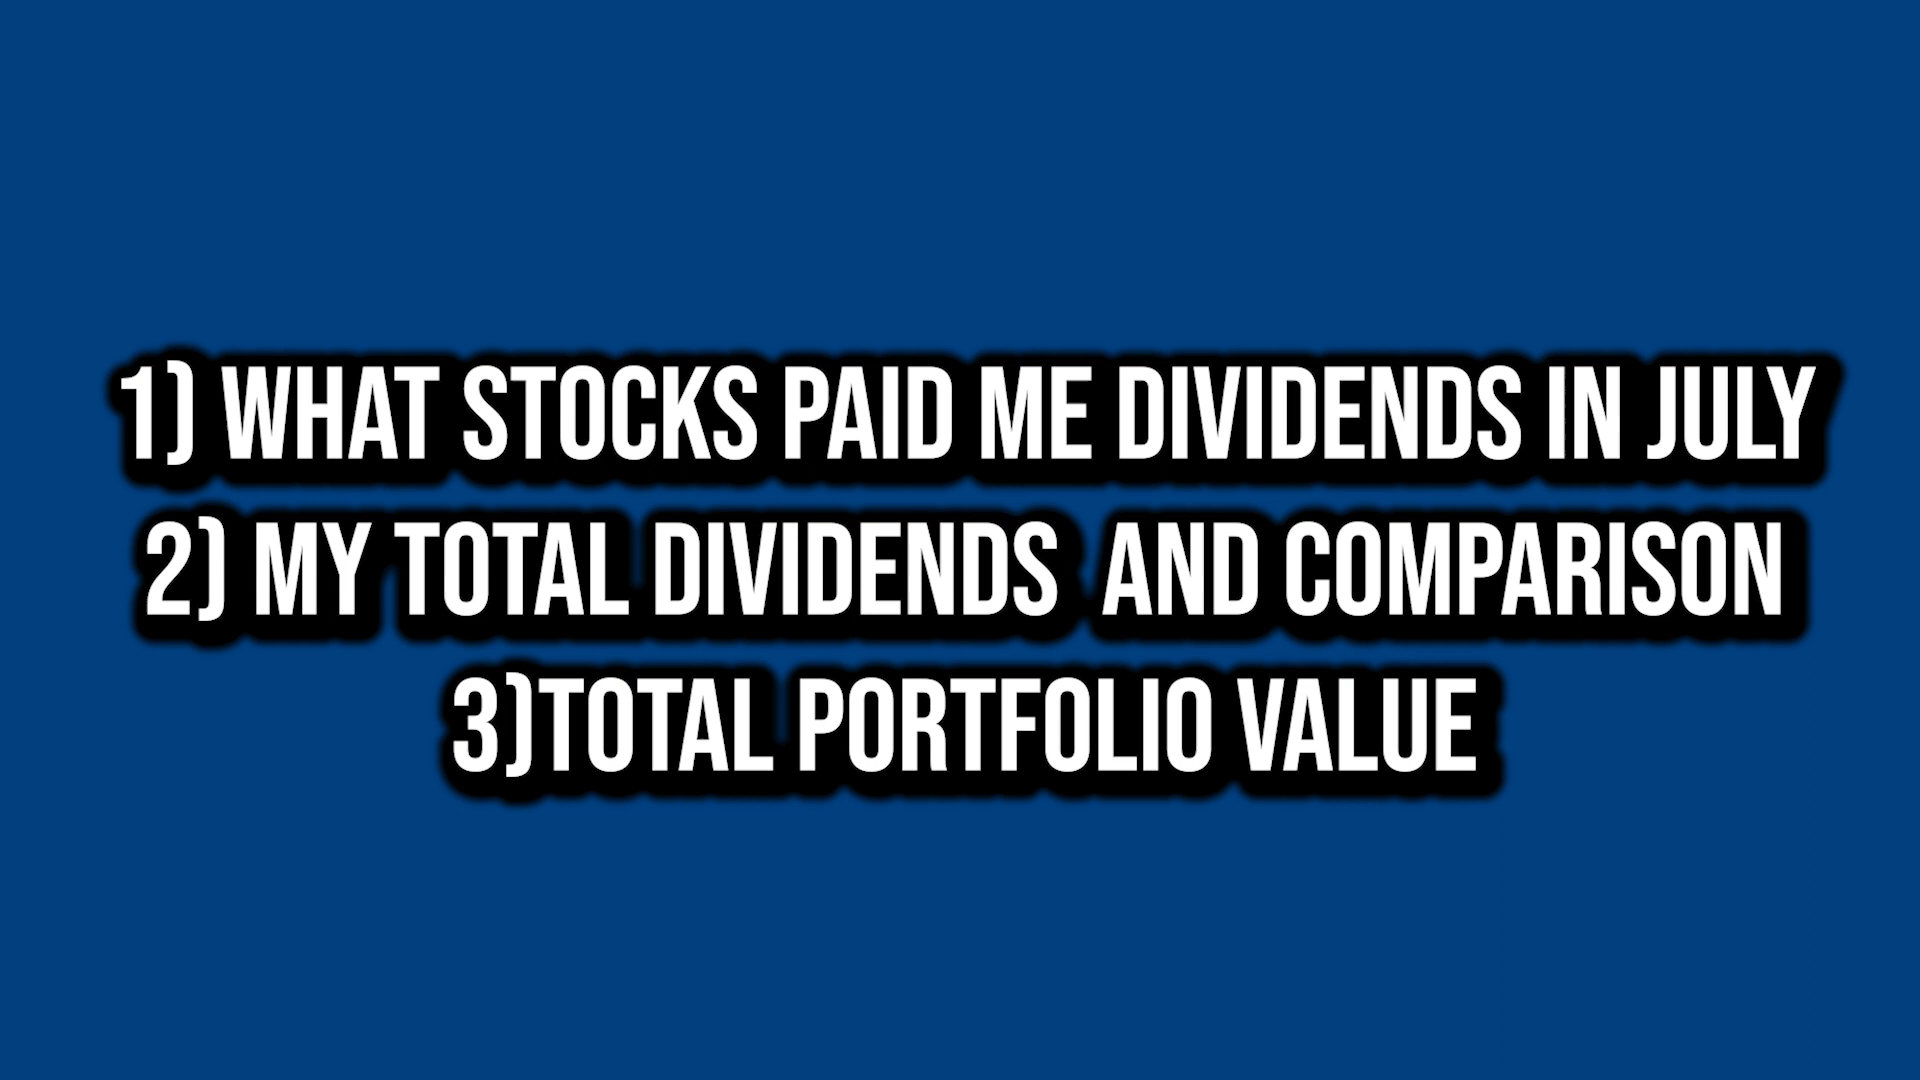 1) WHAT STOCKS PAID ME DIVIDENDS IN JULY
2) MY TOTAL DIVIDENDS  AND COMPARISON
3)TOTAL PORTFOLIO VALUE